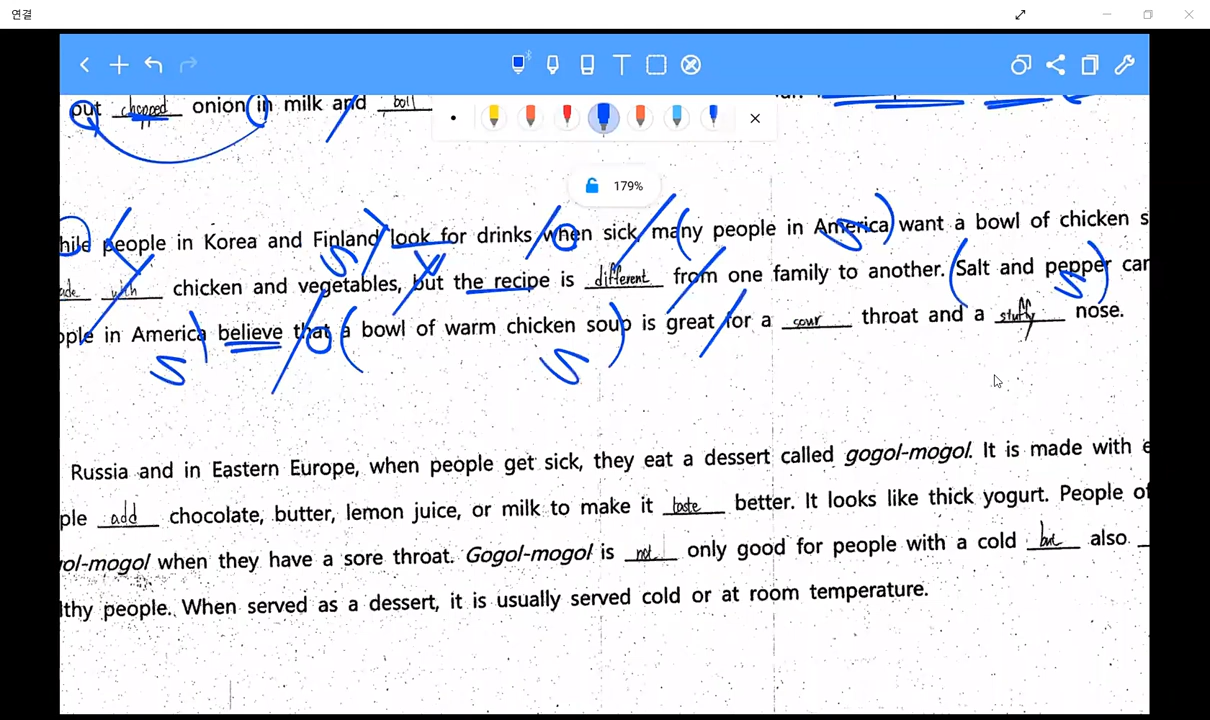 연결
put chopped onion in milk and boil
179%
hile people in Korea and Finland look for drinks when sick, many people in America want a bowl of chicken s
ade with chicken and vegetables, but the recipe is different from one family to another. Salt and pepper can
ople in America believe that a bowl of warm chicken soup is great for a sour throat and a stuffy nose.
Russia and in Eastern Europe, when people get sick, they eat a dessert called gogol-mogol. It is made with e
ple add chocolate, butter, lemon juice, or milk to make it taste better. It looks like thick yogurt. People of
gol-mogol when they have a sore throat. Gogol-mogol is not only good for people with a cold but also
lthy people. When served as a dessert, it is usually served cold or at room temperature.